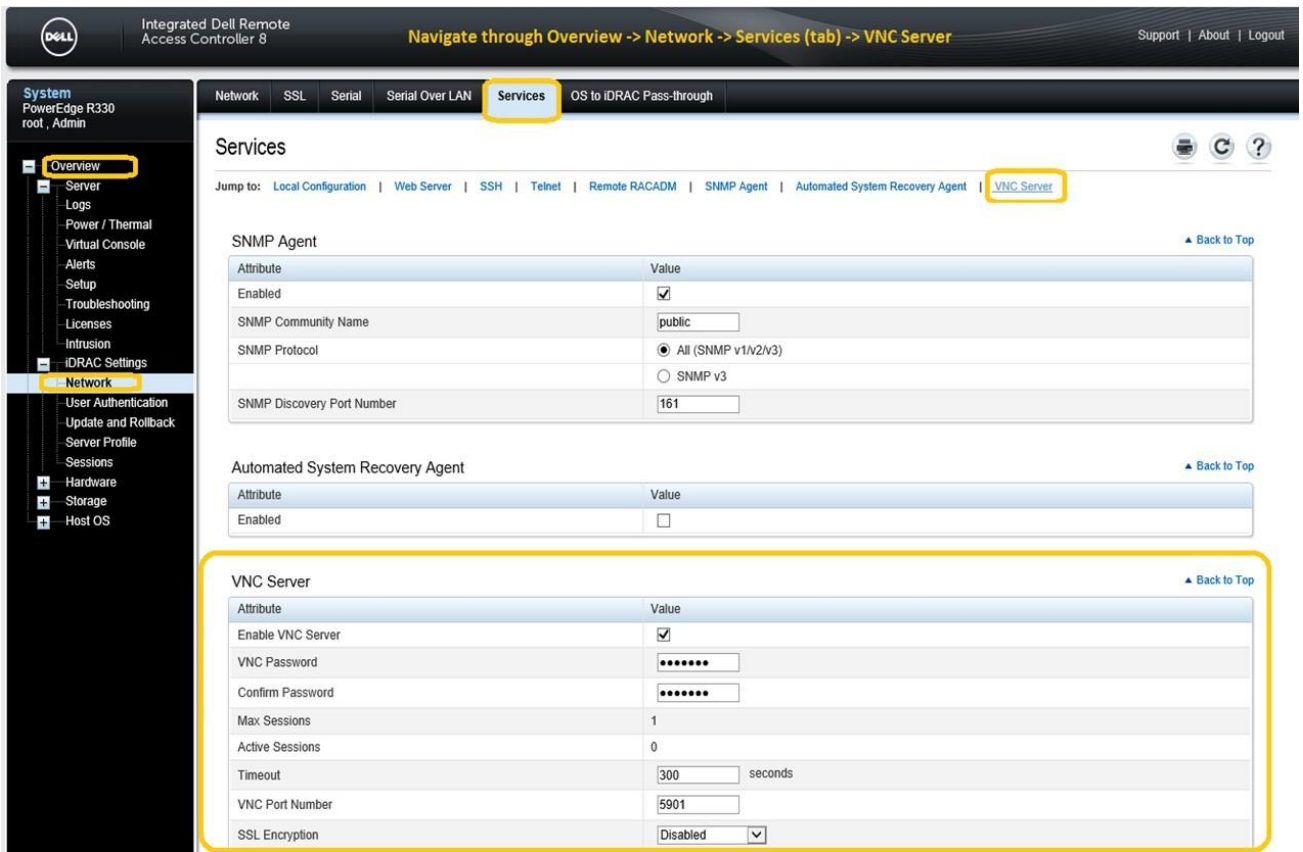 DELL
Integrated Dell Remote
Access Controller 8
Navigate through Overview -> Network -> Services (tab) -> VNC Server
Support | About | Logout
System
PowerEdge R330
root , Admin
Overview
Server
Logs
Power / Thermal
Virtual Console
Alerts
Setup
Troubleshooting
Licenses
Intrusion
iDRAC Settings
Network
User Authentication
Update and Rollback
Server Profile
Sessions
Hardware
Storage
Host OS
Network SSL Serial Serial Over LAN Services OS to iDRAC Pass-through
Services
Jump to: Local Configuration | Web Server | SSH | Telnet | Remote RACADM | SNMP Agent | Automated System Recovery Agent | VNC Server
SNMP Agent ▲ Back to Top
Attribute Value
Enabled
SNMP Community Name public
SNMP Protocol All (SNMP v1/v2/v3)
SNMP v3
SNMP Discovery Port Number 161
Automated System Recovery Agent ▲ Back to Top
Attribute Value
Enabled
VNC Server ▲ Back to Top
Attribute Value
Enable VNC Server
VNC Password •••••••
Confirm Password •••••••
Max Sessions 1
Active Sessions 0
Timeout 300 seconds
VNC Port Number 5901
SSL Encryption Disabled